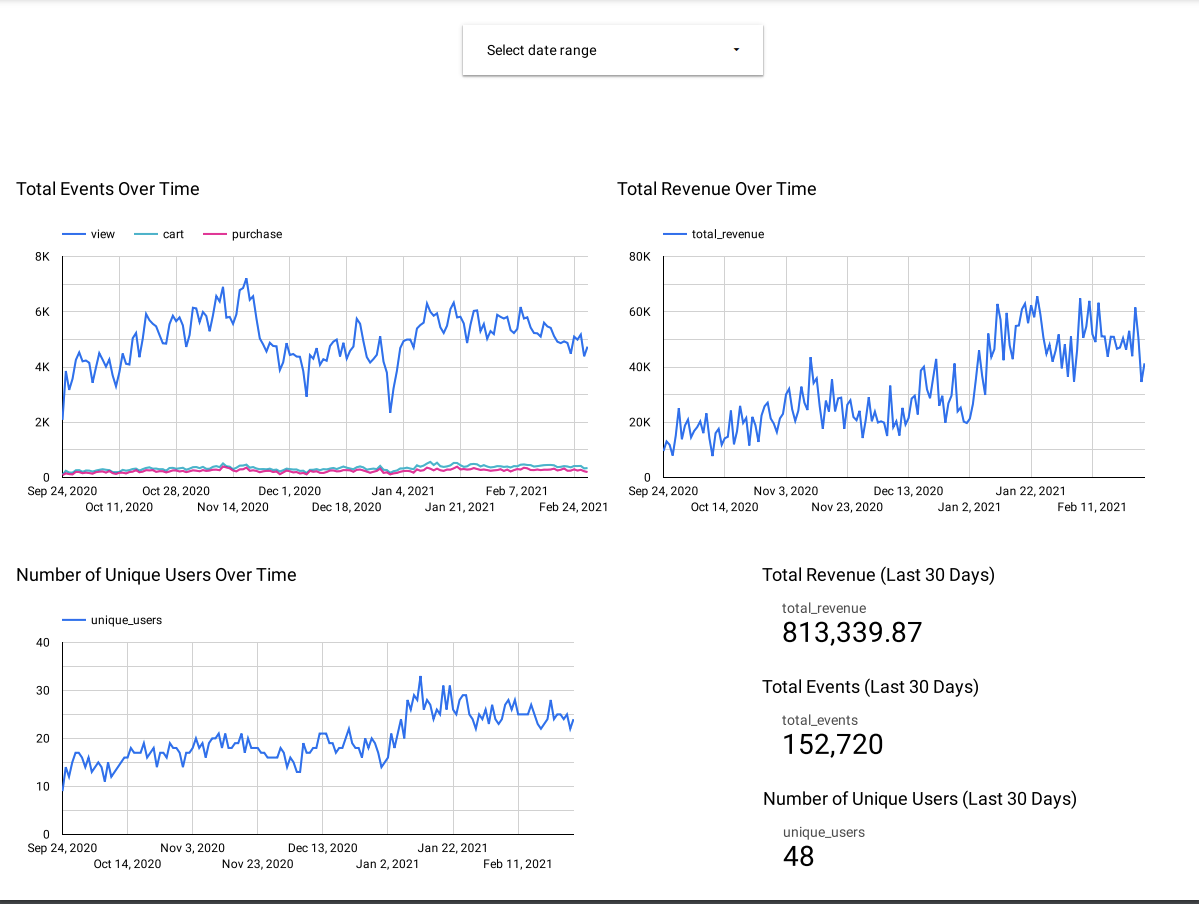 Select date range
Total Events Over Time
view cart purchase
8K
6K
4K
2K
0
Sep 24, 2020 Oct 28, 2020 Dec 1, 2020 Jan 4, 2021 Feb 7, 2021
Oct 11, 2020 Nov 14, 2020 Dec 18, 2020 Jan 21, 2021 Feb 24, 2021
Total Revenue Over Time
total_revenue
80K
60K
40K
20K
0
Sep 24, 2020 Nov 3, 2020 Dec 13, 2020 Jan 22, 2021
Oct 14, 2020 Nov 23, 2020 Jan 2, 2021 Feb 11, 2021
Number of Unique Users Over Time
unique_users
40
30
20
10
0
Sep 24, 2020 Nov 3, 2020 Dec 13, 2020 Jan 22, 2021
Oct 14, 2020 Nov 23, 2020 Jan 2, 2021 Feb 11, 2021
Total Revenue (Last 30 Days)
total_revenue
813,339.87
Total Events (Last 30 Days)
total_events
152,720
Number of Unique Users (Last 30 Days)
unique_users
48